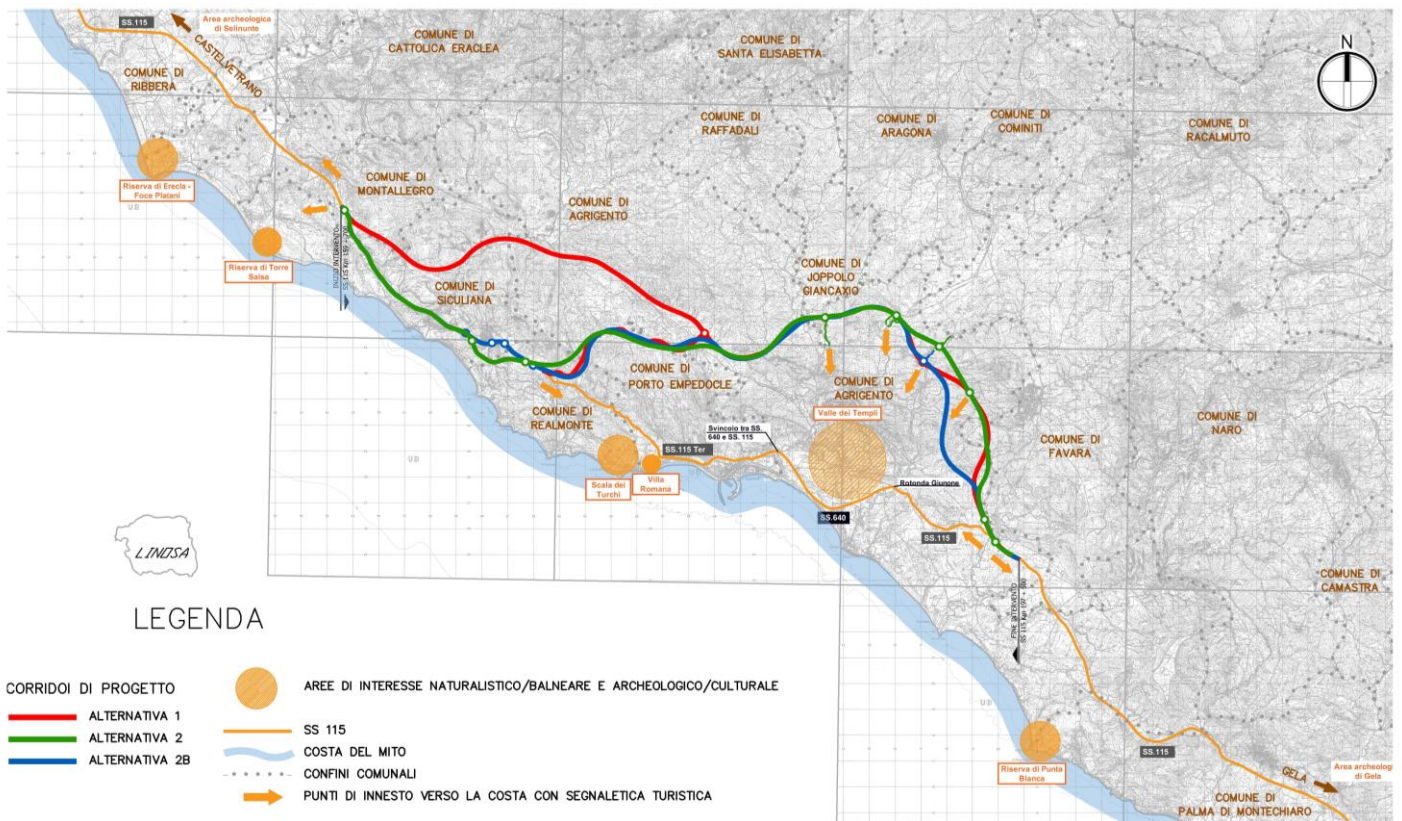 SS.115
Area archeologica
di Selinunte
CASTELVETRANO
COMUNE DI
RIBBERA
COMUNE DI
CATTOLICA ERACLEA
COMUNE DI
SANTA ELISABETTA
N
COMUNE DI
RAFFADALI
COMUNE DI
ARAGONA
COMUNE DI
COMINITI
COMUNE DI
RACALMUTO
Riserva di Erecla -
Foce Platani
COMUNE DI
MONTALLEGRO
COMUNE DI
AGRIGENTO
Riserva di Torre
Salsa
INIZIO INTERVENTO
COMUNE DI
SICULIANA
COMUNE DI
JOPPOLO
GIANCAXIO
COMUNE DI
PORTO EMPEDOCLE
COMUNE DI
AGRIGENTO
Valle dei Templi
COMUNE DI
REALMONTE
Svincolo tra SS.
640 e SS. 115
SS.115 Ter
COMUNE DI
FAVARA
COMUNE DI
NARO
Scala dei
Turchi
Villa
Romana
Rotonda Giunone
SS.640
SS.115
LINOSA
FINE INTERVENTO
COMUNE DI
CAMASTRA
Riserva di Punta
Bianca
SS.115
GELA
Area archeologi
di Gela
COMUNE DI
PALMA DI MONTECHIARO
LEGENDA
CORRIDOI DI PROGETTO
ALTERNATIVA 1
ALTERNATIVA 2
ALTERNATIVA 2B
AREE DI INTERESSE NATURALISTICO/BALNEARE E ARCHEOLOGICO/CULTURALE
SS 115
COSTA DEL MITO
CONFINI COMUNALI
PUNTI DI INNESTO VERSO LA COSTA CON SEGNALETICA TURISTICA